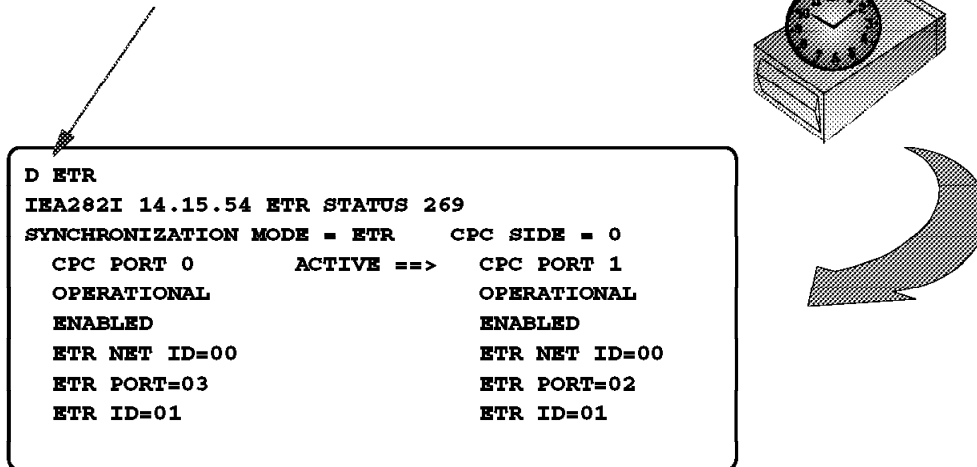 D ETR
IEA282I 14.15.54 ETR STATUS 269
SYNCHRONIZATION MODE = ETR CPC SIDE = 0
CPC PORT 0 ACTIVE ==> CPC PORT 1
OPERATIONAL OPERATIONAL
ENABLED ENABLED
ETR NET ID=00 ETR NET ID=00
ETR PORT=03 ETR PORT=02
ETR ID=01 ETR ID=01